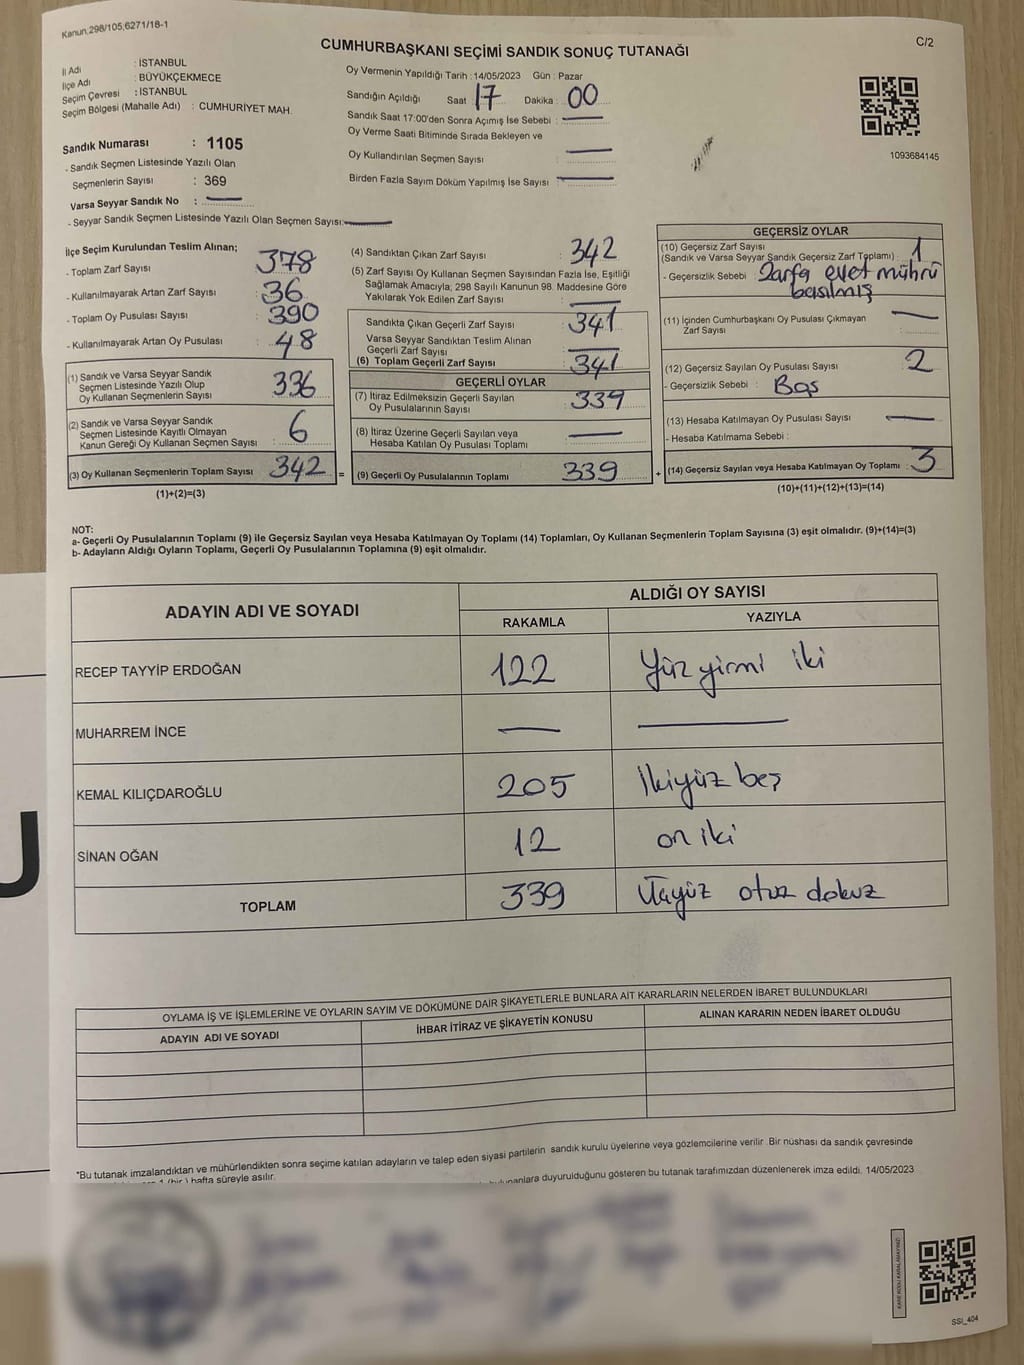 Kanun,298/105;6271/18-1
C/2
CUMHURBAŞKANI SEÇİMİ SANDIK SONUÇ TUTANAĞI
İl Adı : İSTANBUL
İlçe Adı : BÜYÜKÇEKMECE
Seçim Çevresi : İSTANBUL
Seçim Bölgesi (Mahalle Adı) : CUMHURİYET MAH.
Sandık Numarası : 1105
- Sandık Seçmen Listesinde Yazılı Olan
Seçmenlerin Sayısı : 369
Varsa Seyyar Sandık No : —
- Seyyar Sandık Seçmen Listesinde Yazılı Olan Seçmen Sayısı: —
Oy Vermenin Yapıldığı Tarih : 14/05/2023 Gün : Pazar
Sandığın Açıldığı Saat 17 Dakika : 00
Sandık Saat 17:00'den Sonra Açımış İse Sebebi : —
Oy Verme Saati Bitiminde Sırada Bekleyen ve
Oy Kullandırılan Seçmen Sayısı : —
Birden Fazla Sayım Döküm Yapılmış İse Sayısı : —
1093684145
İlçe Seçim Kurulundan Teslim Alınan;
- Toplam Zarf Sayısı : 378
- Kullanılmayarak Artan Zarf Sayısı : 36
- Toplam Oy Pusulası Sayısı : 390
- Kullanılmayarak Artan Oy Pusulası : 48
(1) Sandık ve Varsa Seyyar Sandık
Seçmen Listesinde Yazılı Olup
Oy Kullanan Seçmenlerin Sayısı : 336
(2) Sandık ve Varsa Seyyar Sandık
Seçmen Listesinde Kayıtlı Olmayan
Kanun Gereği Oy Kullanan Seçmen Sayısı : 6
(3) Oy Kullanan Seçmenlerin Toplam Sayısı : 342 =
(1)+(2)=(3)
(4) Sandıktan Çıkan Zarf Sayısı : 342
(5) Zarf Sayısı Oy Kullanan Seçmen Sayısından Fazla İse, Eşitliği
Sağlamak Amacıyla; 298 Sayılı Kanunun 98. Maddesine Göre
Yakılarak Yok Edilen Zarf Sayısı : —
Sandıkta Çıkan Geçerli Zarf Sayısı : 341
Varsa Seyyar Sandıktan Teslim Alınan
Geçerli Zarf Sayısı : —
(6) Toplam Geçerli Zarf Sayısı : 341
GEÇERLİ OYLAR
(7) İtiraz Edilmeksizin Geçerli Sayılan
Oy Pusulalarının Sayısı : 339
(8) İtiraz Üzerine Geçerli Sayılan veya
Hesaba Katılan Oy Pusulası Toplamı : —
(9) Geçerli Oy Pusulalarının Toplamı : 339 +
GEÇERSİZ OYLAR
(10) Geçersiz Zarf Sayısı
(Sandık ve Varsa Seyyar Sandık Geçersiz Zarf Toplamı) : 1
- Geçersizlik Sebebi : Zarfa evet mührü
basılmış
(11) İçinden Cumhurbaşkanı Oy Pusulası Çıkmayan
Zarf Sayısı : —
(12) Geçersiz Sayılan Oy Pusulası Sayısı : 2
- Geçersizlik Sebebi : Boş
(13) Hesaba Katılmayan Oy Pusulası Sayısı : —
- Hesaba Katılmama Sebebi :
(14) Geçersiz Sayılan veya Hesaba Katılmayan Oy Toplamı : 3
(10)+(11)+(12)+(13)=(14)
NOT:
a- Geçerli Oy Pusulalarının Toplamı (9) ile Geçersiz Sayılan veya Hesaba Katılmayan Oy Toplamı (14) Toplamları, Oy Kullanan Seçmenlerin Toplam Sayısına (3) eşit olmalıdır. (9)+(14)=(3)
b- Adayların Aldığı Oyların Toplamı, Geçerli Oy Pusulalarının Toplamına (9) eşit olmalıdır.
ADAYIN ADI VE SOYADI
ALDIĞI OY SAYISI
RAKAMLA YAZIYLA
RECEP TAYYİP ERDOĞAN 122 Yüz yirmi iki
MUHARREM İNCE — —
KEMAL KILIÇDAROĞLU 205 İkiyüz beş
SİNAN OĞAN 12 on iki
TOPLAM 339 Üçyüz otuz dokuz
OYLAMA İŞ VE İŞLEMLERİNE VE OYLARIN SAYIM VE DÖKÜMÜNE DAİR ŞİKAYETLERLE BUNLARA AİT KARARLARIN NELERDEN İBARET BULUNDUKLARI
ADAYIN ADI VE SOYADI İHBAR İTİRAZ VE ŞİKAYETİN KONUSU ALINAN KARARIN NEDEN İBARET OLDUĞU
*Bu tutanak imzalandıktan ve mühürlendikten sonra seçime katılan adayların ve talep eden siyasi partilerin sandık kurulu üyelerine veya gözlemcilerine verilir. Bir nüshası da sandık çevresinde
1 (bir) hafta süreyle asılır.
duyurulduğunu gösteren bu tutanak tarafımızdan düzenlenerek imza edildi. 14/05/2023
KARE KODU KARALAMAYINIZ!
SSI_404
U